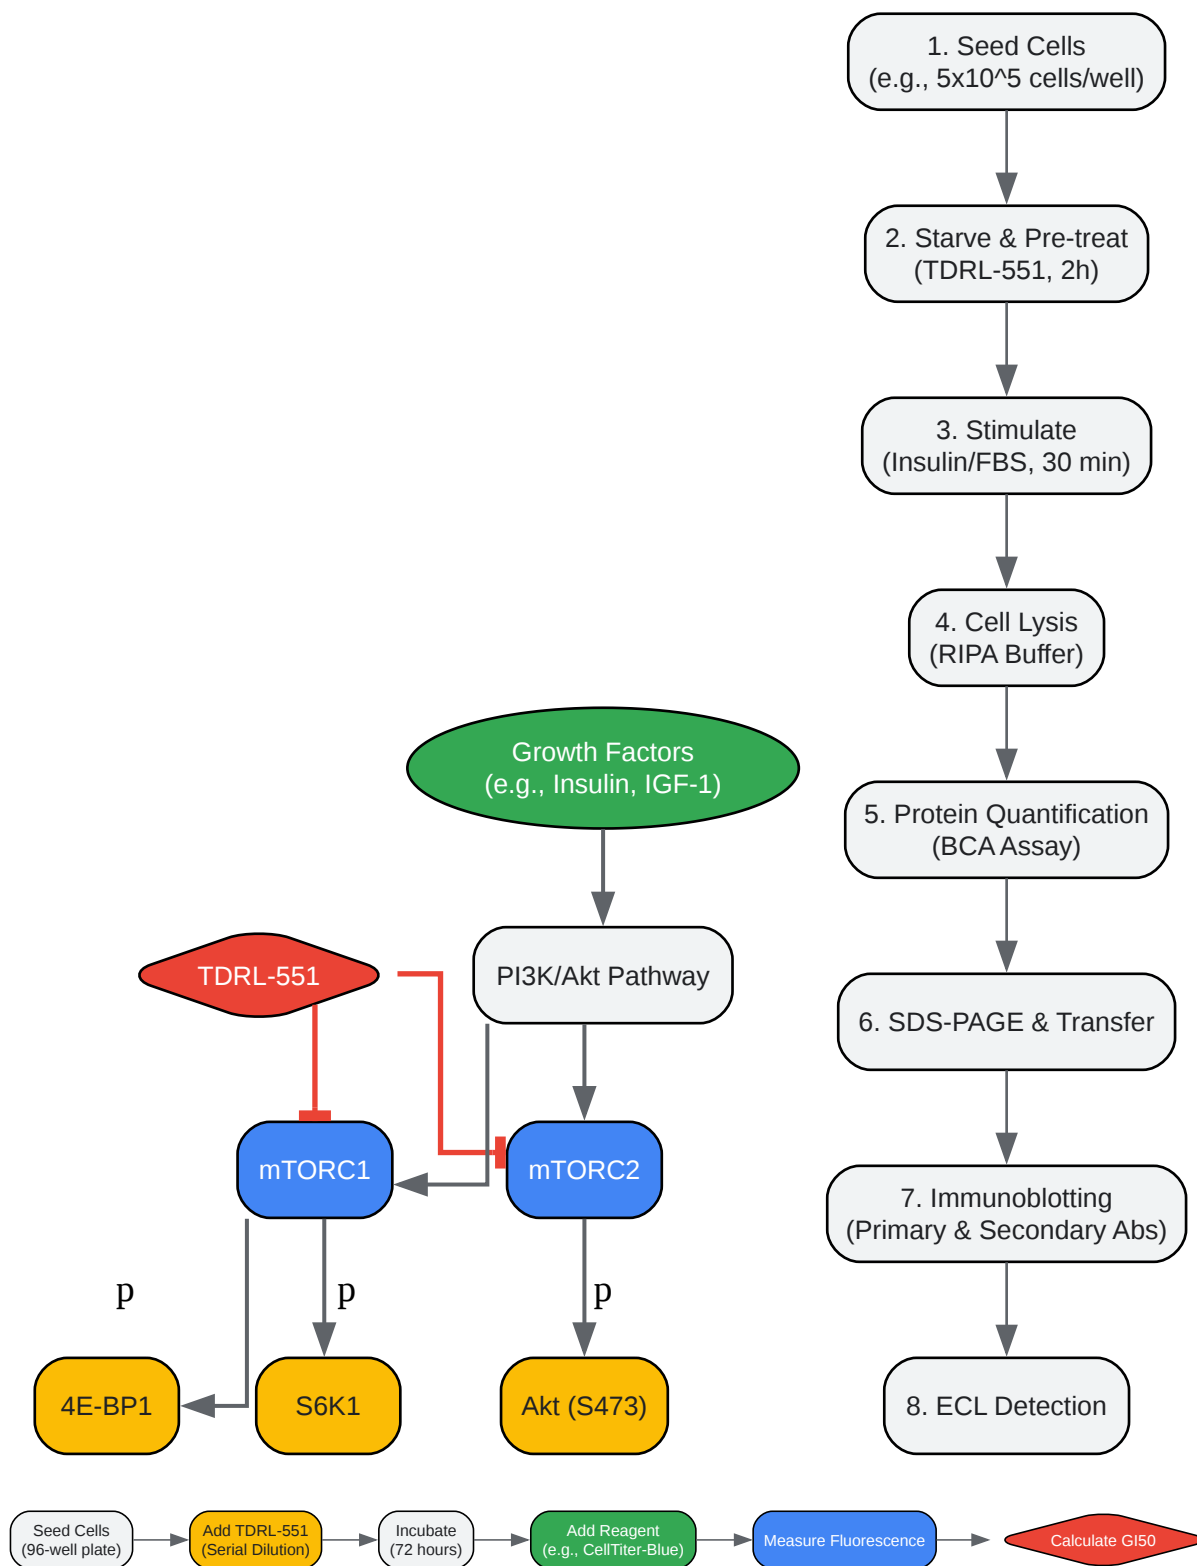 1. Seed Cells
(e.g., 5x10^5 cells/well)
2. Starve & Pre-treat
(TDRL-551, 2h)
3. Stimulate
(Insulin/FBS, 30 min)
4. Cell Lysis
(RIPA Buffer)
5. Protein Quantification
(BCA Assay)
6. SDS-PAGE & Transfer
7. Immunoblotting
(Primary & Secondary Abs)
8. ECL Detection
Growth Factors
(e.g., Insulin, IGF-1)
TDRL-551
PI3K/Akt Pathway
mTORC1
mTORC2
p
p
p
4E-BP1
S6K1
Akt (S473)
Seed Cells
(96-well plate)
Add TDRL-551
(Serial Dilution)
Incubate
(72 hours)
Add Reagent
(e.g., CellTiter-Blue)
Measure Fluorescence
Calculate GI50